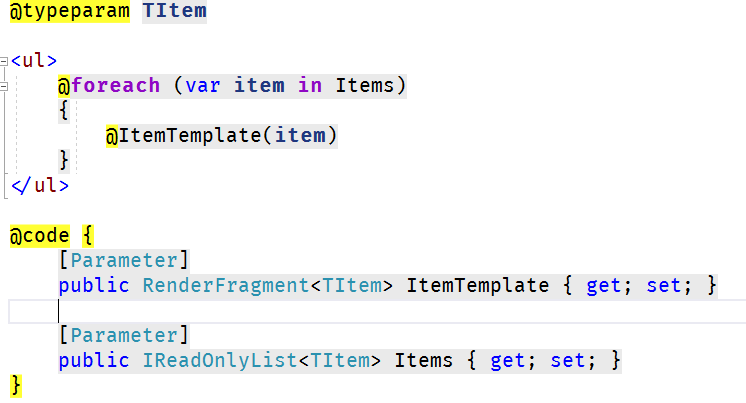 @typeparam TItem
<ul>
@foreach (var item in Items)
{
@ItemTemplate(item)
}
</ul>
@code {
[Parameter]
public RenderFragment<TItem> ItemTemplate { get; set; }
[Parameter]
public IReadOnlyList<TItem> Items { get; set; }
}